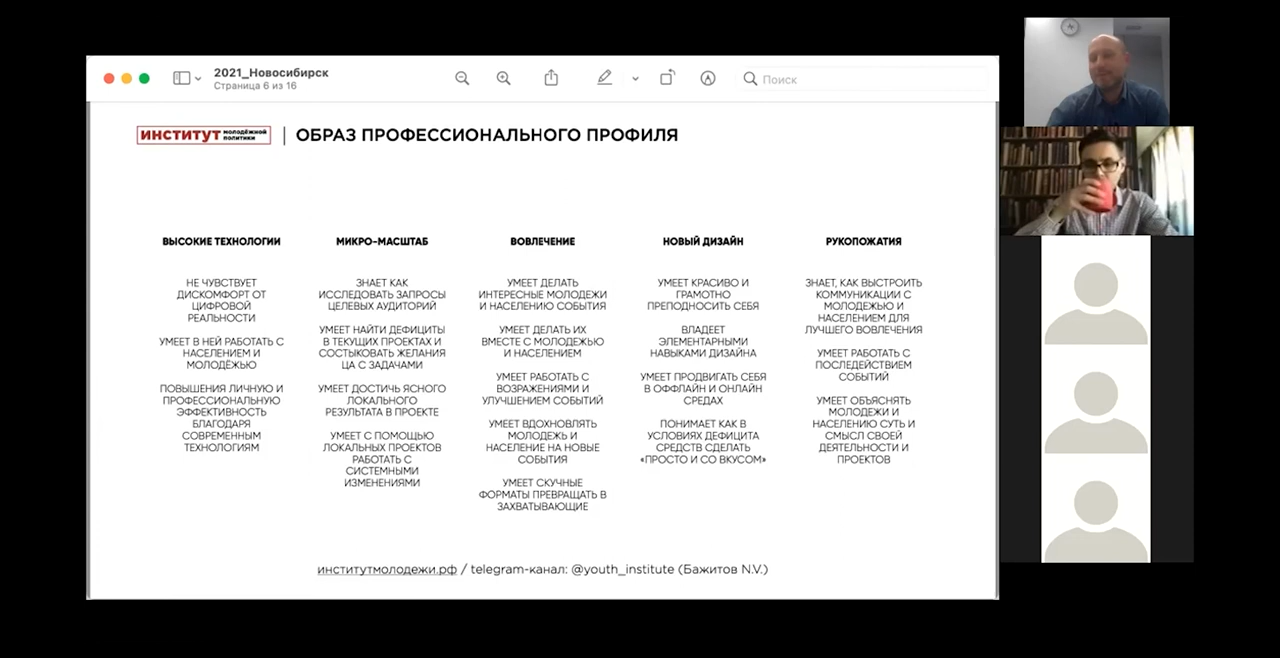 2021_Новосибирск
Страница 6 из 16
Поиск
ИНСТИТУТ МОЛОДЁЖНОЙ ПОЛИТИКИ
ОБРАЗ ПРОФЕССИОНАЛЬНОГО ПРОФИЛЯ
ВЫСОКИЕ ТЕХНОЛОГИИ
НЕ ЧУВСТВУЕТ
ДИСКОМФОРТ ОТ
ЦИФРОВОЙ
РЕАЛЬНОСТИ
УМЕЕТ В НЕЙ РАБОТАТЬ С
НАСЕЛЕНИЕМ И
МОЛОДЁЖЬЮ
ПОВЫШЕНИЯ ЛИЧНУЮ И
ПРОФЕССИОНАЛЬНУЮ
ЭФФЕКТИВНОСТЬ
БЛАГОДАРЯ
СОВРЕМЕННЫМ
ТЕХНОЛОГИЯМ
МИКРО-МАСШТАБ
ЗНАЕТ КАК
ИССЛЕДОВАТЬ ЗАПРОСЫ
ЦЕЛЕВЫХ АУДИТОРИЙ
УМЕЕТ НАЙТИ ДЕФИЦИТЫ
В ТЕКУЩИХ ПРОЕКТАХ И
СОСТЫКОВАТЬ ЖЕЛАНИЯ
ЦА С ЗАДАЧАМИ
УМЕЕТ ДОСТИЧЬ ЯСНОГО
ЛОКАЛЬНОГО
РЕЗУЛЬТАТА В ПРОЕКТЕ
УМЕЕТ С ПОМОЩЬЮ
ЛОКАЛЬНЫХ ПРОЕКТОВ
РАБОТАТЬ С
СИСТЕМНЫМИ
ИЗМЕНЕНИЯМИ
ВОВЛЕЧЕНИЕ
УМЕЕТ ДЕЛАТЬ
ИНТЕРЕСНЫЕ МОЛОДЕЖИ
И НАСЕЛЕНИЮ СОБЫТИЯ
УМЕЕТ ДЕЛАТЬ ИХ
ВМЕСТЕ С МОЛОДЕЖЬЮ
И НАСЕЛЕНИЕМ
УМЕЕТ РАБОТАТЬ С
ВОЗРАЖЕНИЯМИ И
УЛУЧШЕНИЕМ СОБЫТИЙ
УМЕЕТ ВДОХНОВЛЯТЬ
МОЛОДЕЖЬ И
НАСЕЛЕНИЕ НА НОВЫЕ
СОБЫТИЯ
УМЕЕТ СКУЧНЫЕ
ФОРМАТЫ ПРЕВРАЩАТЬ В
ЗАХВАТЫВАЮЩИЕ
НОВЫЙ ДИЗАЙН
УМЕЕТ КРАСИВО И
ГРАМОТНО
ПРЕПОДНОСИТЬ СЕБЯ
ВЛАДЕЕТ
ЭЛЕМЕНТАРНЫМИ
НАВЫКАМИ ДИЗАЙНА
УМЕЕТ ПРОДВИГАТЬ СЕБЯ
В ОФФЛАЙН И ОНЛАЙН
СРЕДАХ
ПОНИМАЕТ КАК В
УСЛОВИЯХ ДЕФИЦИТА
СРЕДСТВ СДЕЛАТЬ
«ПРОСТО И СО ВКУСОМ»
РУКОПОЖАТИЯ
ЗНАЕТ, КАК ВЫСТРОИТЬ
КОММУНИКАЦИИ С
МОЛОДЕЖЬЮ И
НАСЕЛЕНИЕМ ДЛЯ
ЛУЧШЕГО ВОВЛЕЧЕНИЯ
УМЕЕТ РАБОТАТЬ С
ПОСЛЕДЕЙСТВИЕМ
СОБЫТИЙ
УМЕЕТ ОБЪЯСНЯТЬ
МОЛОДЕЖИ И
НАСЕЛЕНИЮ СУТЬ И
СМЫСЛ СВОЕЙ
ДЕЯТЕЛЬНОСТИ И
ПРОЕКТОВ
институтмолодежи.рф / telegram-канал: @youth_institute (Бажитов N.V.)